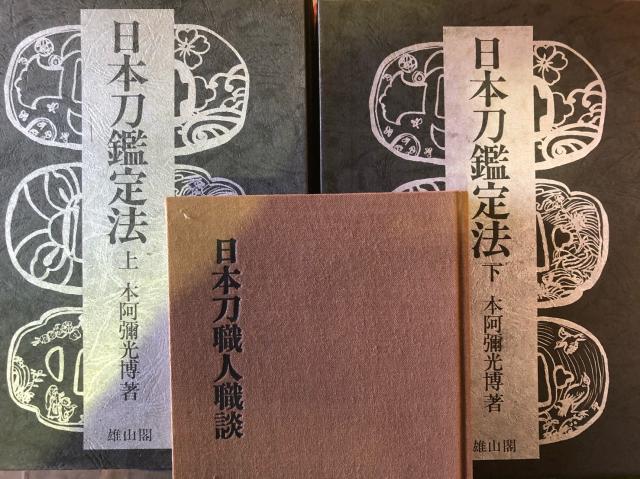 日本刀鑑定法 上 本阿彌光博著
雄山閣
日本刀鑑定法 下 本阿彌光博著
雄山閣
日本刀職人職談